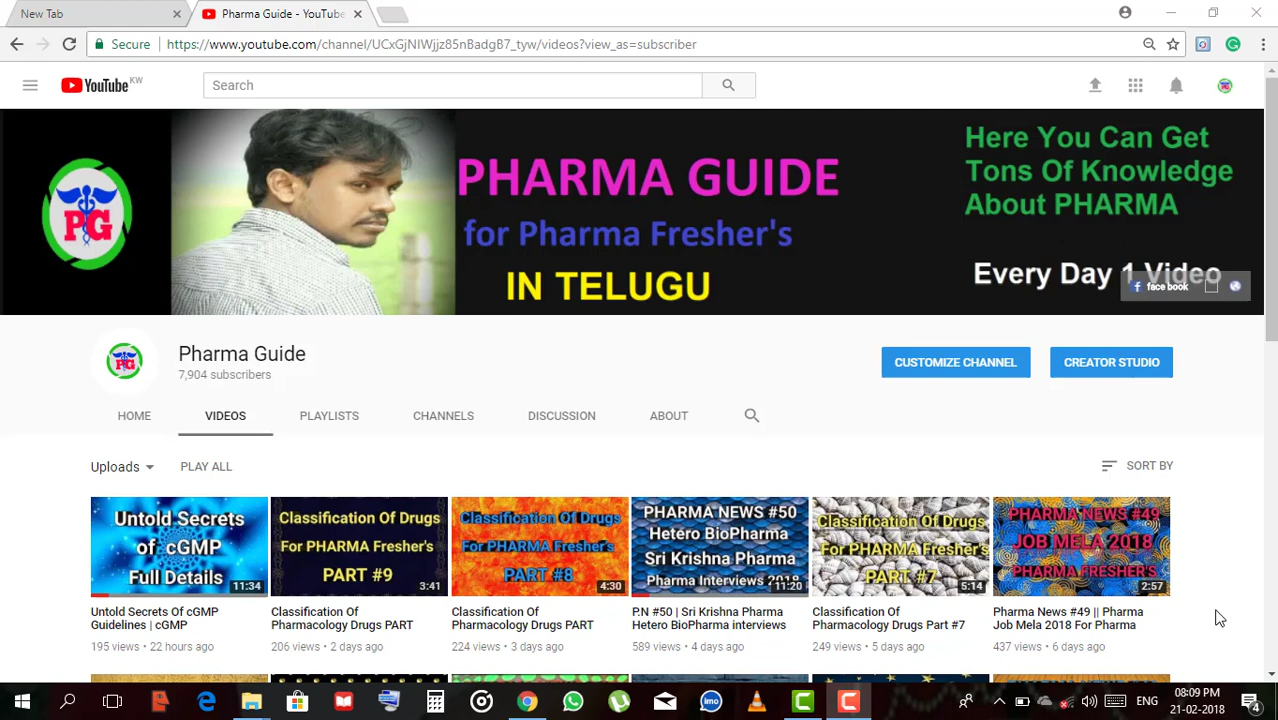 New Tab
Pharma Guide - YouTube
Secure https://www.youtube.com/channel/UCxGjNIWjjz85nBadgB7_tyw/videos?view_as=subscriber
YouTube KW
Search
PG
PHARMA GUIDE
for Pharma Fresher's
IN TELUGU
Here You Can Get
Tons Of Knowledge
About PHARMA
Every Day 1 Video
face book
PG
Pharma Guide
7,904 subscribers
CUSTOMIZE CHANNEL
CREATOR STUDIO
HOME VIDEOS PLAYLISTS CHANNELS DISCUSSION ABOUT
Uploads PLAY ALL SORT BY
Untold Secrets
of cGMP
Full Details
11:34
Untold Secrets Of cGMP
Guidelines | cGMP
195 views • 22 hours ago
Classification Of Drugs
For PHARMA Fresher's
PART #9
3:41
Classification Of
Pharmacology Drugs PART
206 views • 2 days ago
Classification Of Drugs
For PHARMA Fresher's
PART #8
4:30
Classification Of
Pharmacology Drugs PART
224 views • 3 days ago
PHARMA NEWS #50
Hetero BioPharma
Sri Krishna Pharma
Pharma Interviews 2018
11:20
P.N #50 | Sri Krishna Pharma
Hetero BioPharma interviews
589 views • 4 days ago
Classification Of Drugs
For PHARMA Fresher's
PART #7
5:14
Classification Of
Pharmacology Drugs Part #7
249 views • 5 days ago
PHARMA NEWS #49
JOB MELA 2018
PHARMA FRESHER'S
2:57
Pharma News #49 || Pharma
Job Mela 2018 For Pharma
437 views • 6 days ago
imo
ENG
08:09 PM
21-02-2018
4